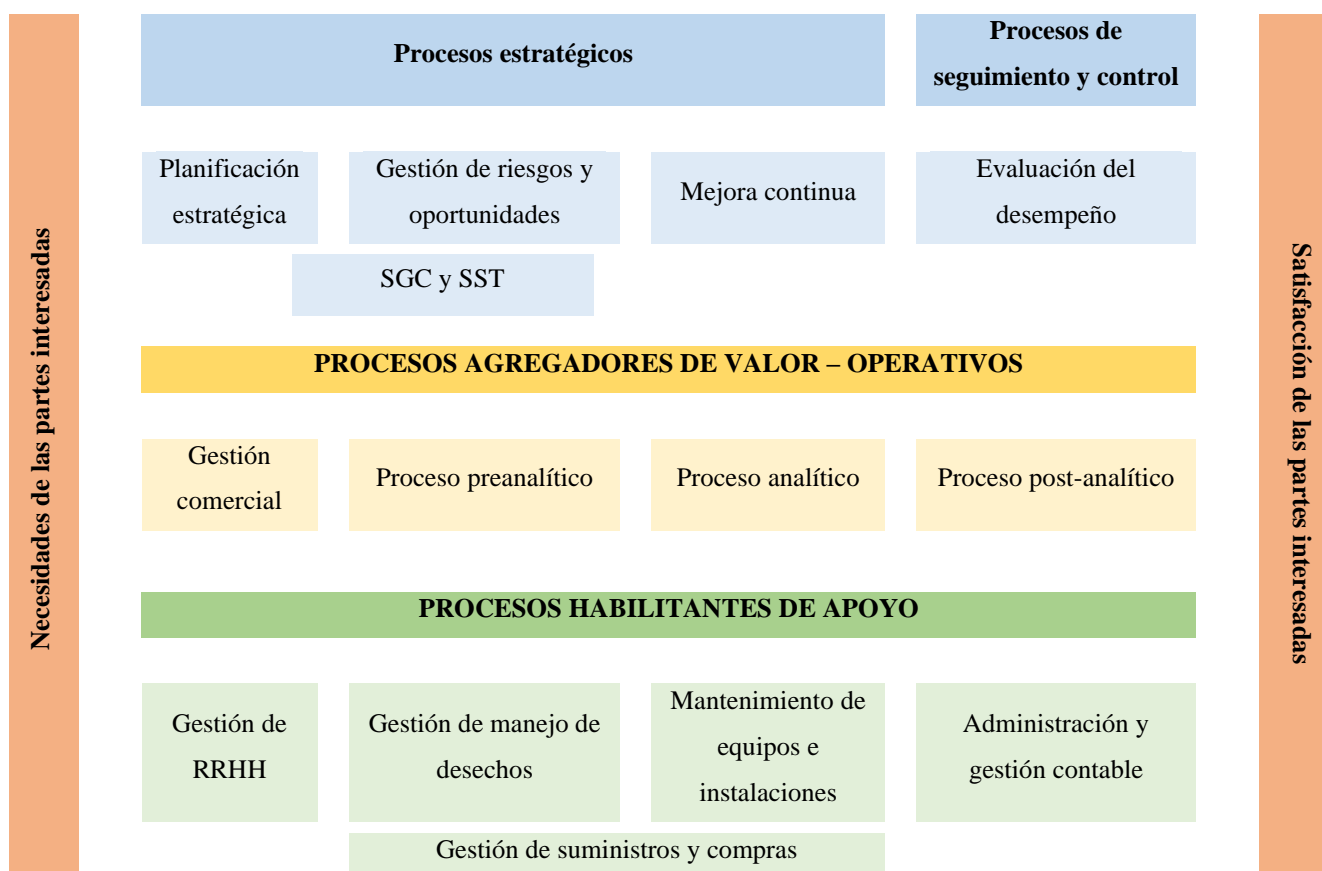 Necesidades de las partes interesadas
Procesos estratégicos
Procesos de
seguimiento y control
Planificación
estratégica
Gestión de riesgos y
oportunidades
Mejora continua
Evaluación del
desempeño
SGC y SST
PROCESOS AGREGADORES DE VALOR – OPERATIVOS
Gestión
comercial
Proceso preanalítico
Proceso analítico
Proceso post-analítico
PROCESOS HABILITANTES DE APOYO
Gestión de
RRHH
Gestión de manejo de
desechos
Mantenimiento de
equipos e
instalaciones
Administración y
gestión contable
Gestión de suministros y compras
Satisfacción de las partes interesadas